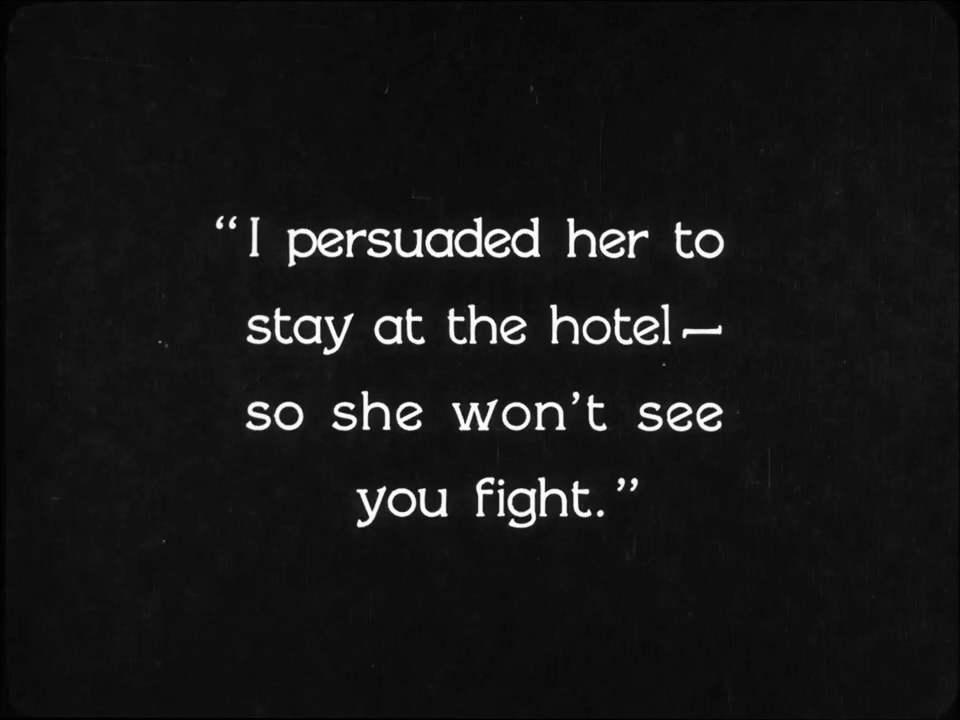 “I persuaded her to
stay at the hotel—
so she won’t see
you fight.”